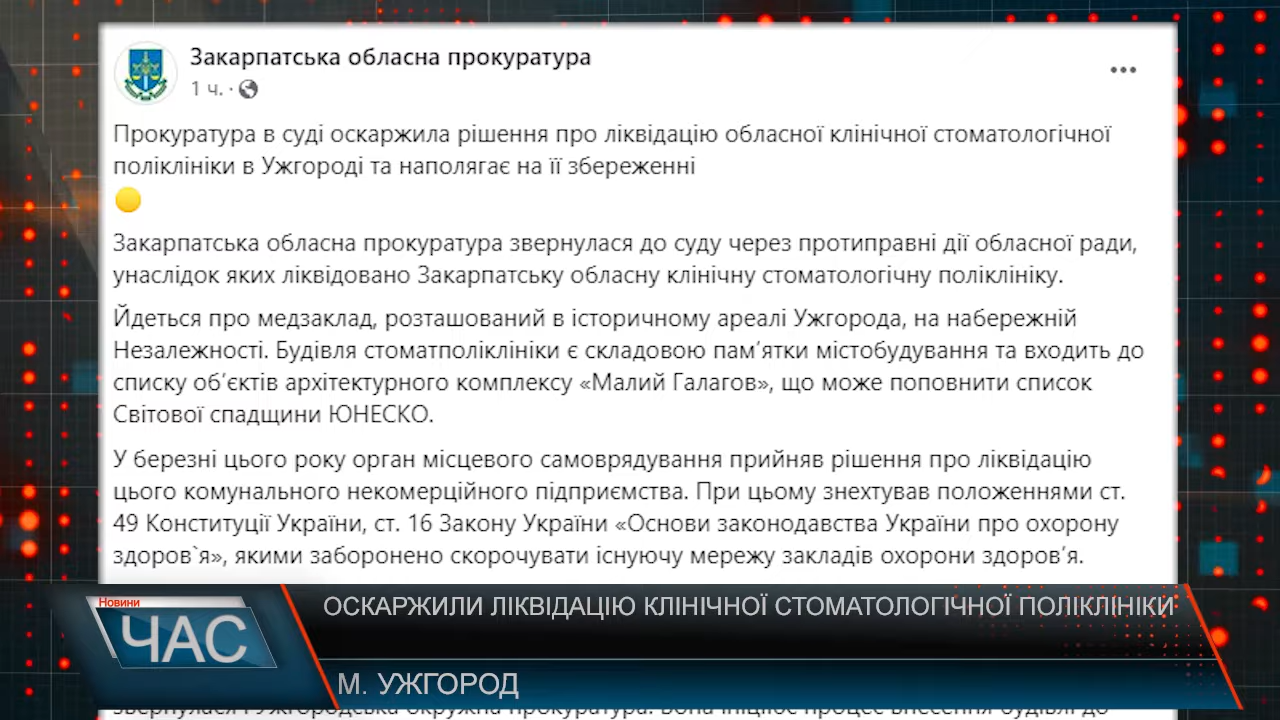 Закарпатська обласна прокуратура
1 ч. ·
Прокуратура в суді оскаржила рішення про ліквідацію обласної клінічної стоматологічної
поліклініки в Ужгороді та наполягає на її збереженні
Закарпатська обласна прокуратура звернулася до суду через протиправні дії обласної ради,
унаслідок яких ліквідовано Закарпатську обласну клінічну стоматологічну поліклініку.
Йдеться про медзаклад, розташований в історичному ареалі Ужгорода, на набережній
Незалежності. Будівля стоматполіклініки є складовою пам’ятки містобудування та входить до
списку об’єктів архітектурного комплексу «Малий Галагов», що може поповнити список
Світової спадщини ЮНЕСКО.
У березні цього року орган місцевого самоврядування прийняв рішення про ліквідацію
цього комунального некомерційного підприємства. При цьому знехтував положеннями ст.
49 Конституції України, ст. 16 Закону України «Основи законодавства України про охорону
здоров`я», якими заборонено скорочувати існуючу мережу закладів охорони здоров’я.
Новини
ЧАС
ОСКАРЖИЛИ ЛІКВІДАЦІЮ КЛІНІЧНОЇ СТОМАТОЛОГІЧНОЇ ПОЛІКЛІНІКИ
М. УЖГОРОД